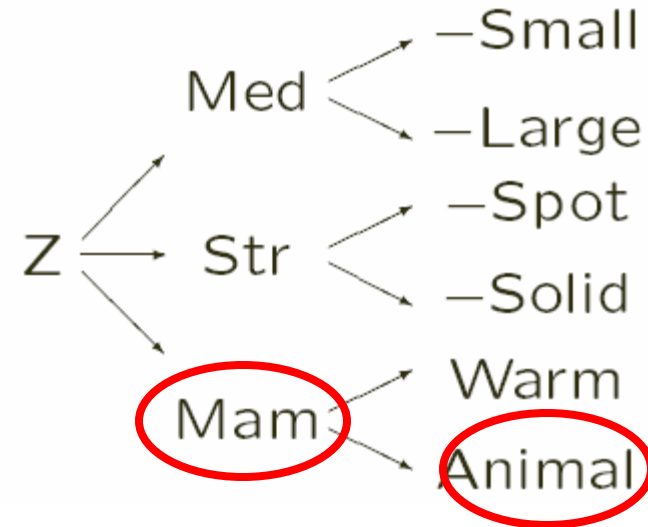 –Small
Med
–Large
–Spot
Z
Str
–Solid
Warm
Mam
Animal